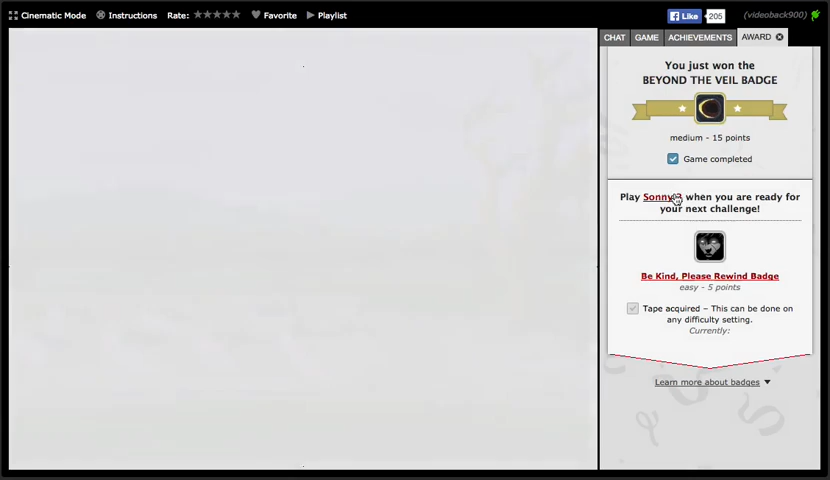 Cinematic Mode Instructions Rate: Favorite Playlist Like 205 (videoback900)
CHAT GAME ACHIEVEMENTS AWARD
You just won the
BEYOND THE VEIL BADGE
medium - 15 points
Game completed
Play Sonny when you are ready for
your next challenge!
Be Kind, Please Rewind Badge
easy - 5 points
Tape acquired – This can be done on
any difficulty setting.
Currently:
Learn more about badges